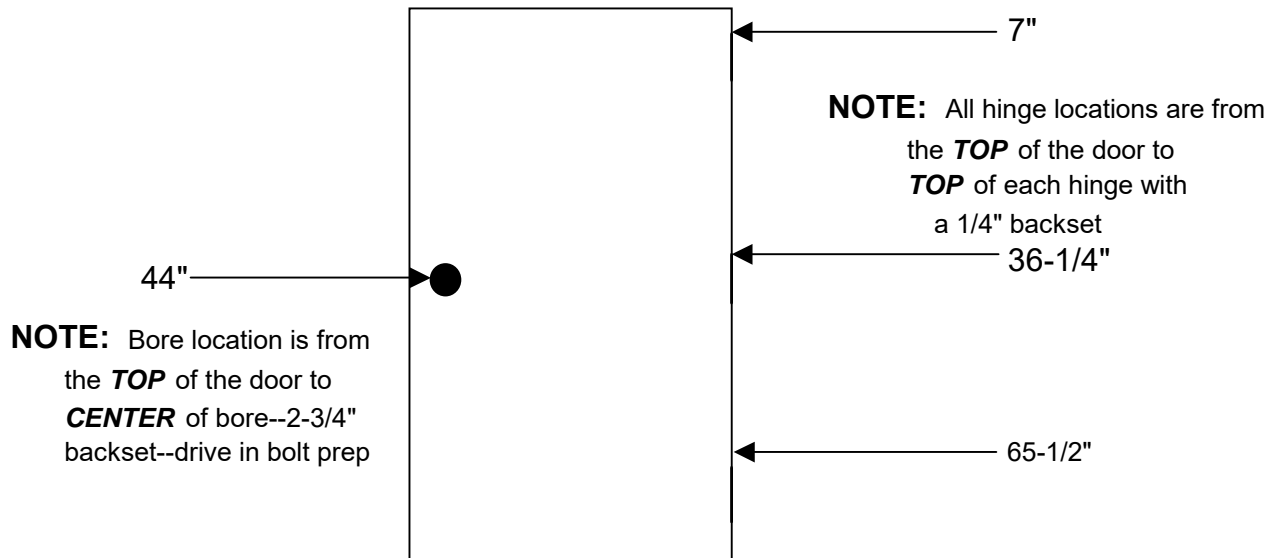 7"
NOTE: All hinge locations are from
the TOP of the door to
TOP of each hinge with
a 1/4" backset
36-1/4"
44"
NOTE: Bore location is from
the TOP of the door to
CENTER of bore--2-3/4"
backset--drive in bolt prep
65-1/2"